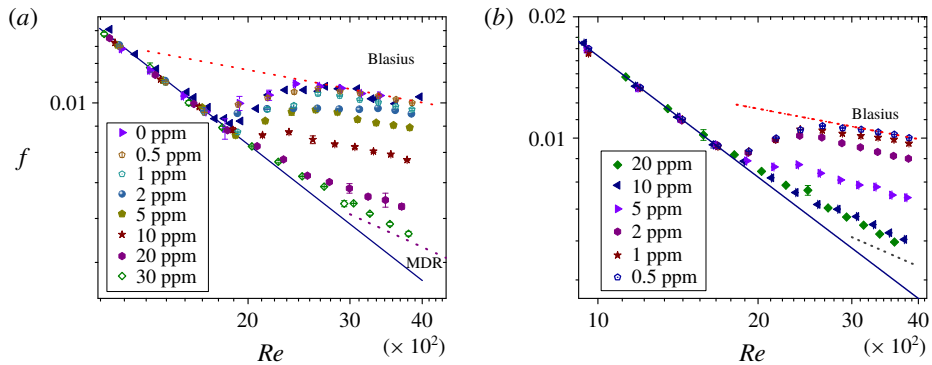 (a)
0.01
f
Blasius
0 ppm
0.5 ppm
1 ppm
2 ppm
5 ppm
10 ppm
20 ppm
30 ppm
MDR
20 30 40
Re (× 10²)
(b)
0.02
0.01
Blasius
20 ppm
10 ppm
5 ppm
2 ppm
1 ppm
0.5 ppm
10 20 30 40
Re (× 10²)